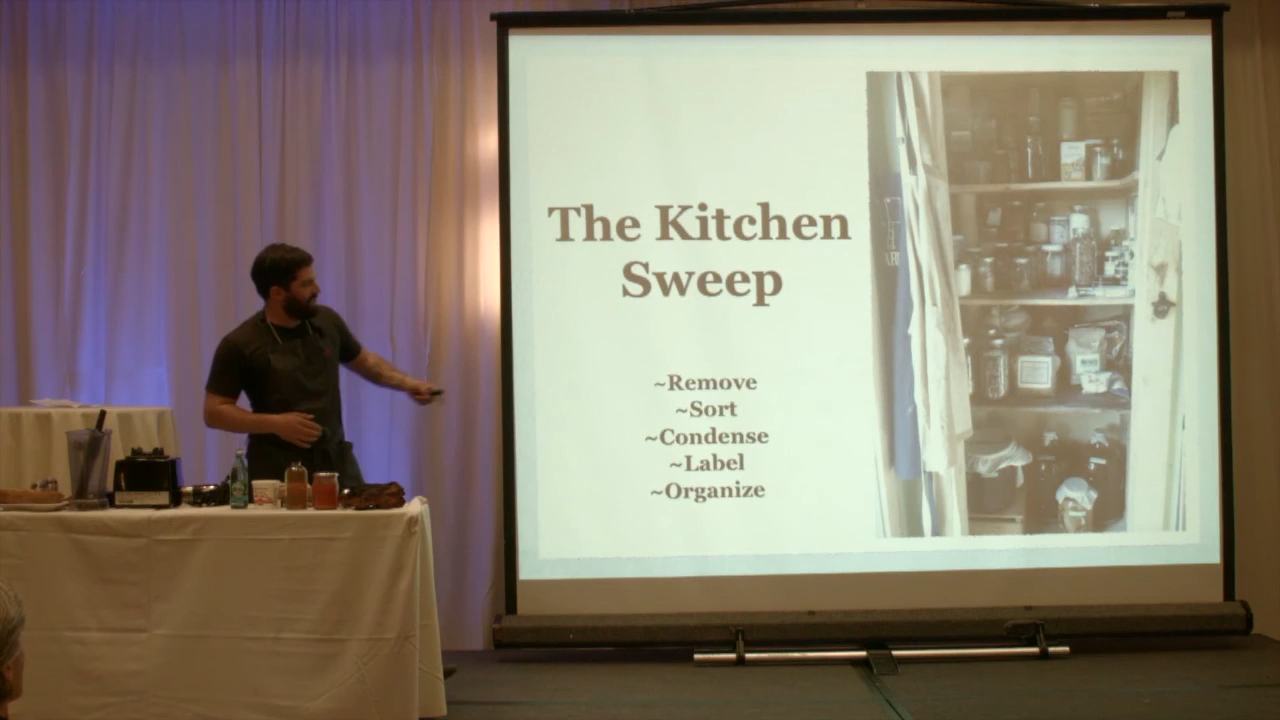 The Kitchen
Sweep
~Remove
~Sort
~Condense
~Label
~Organize